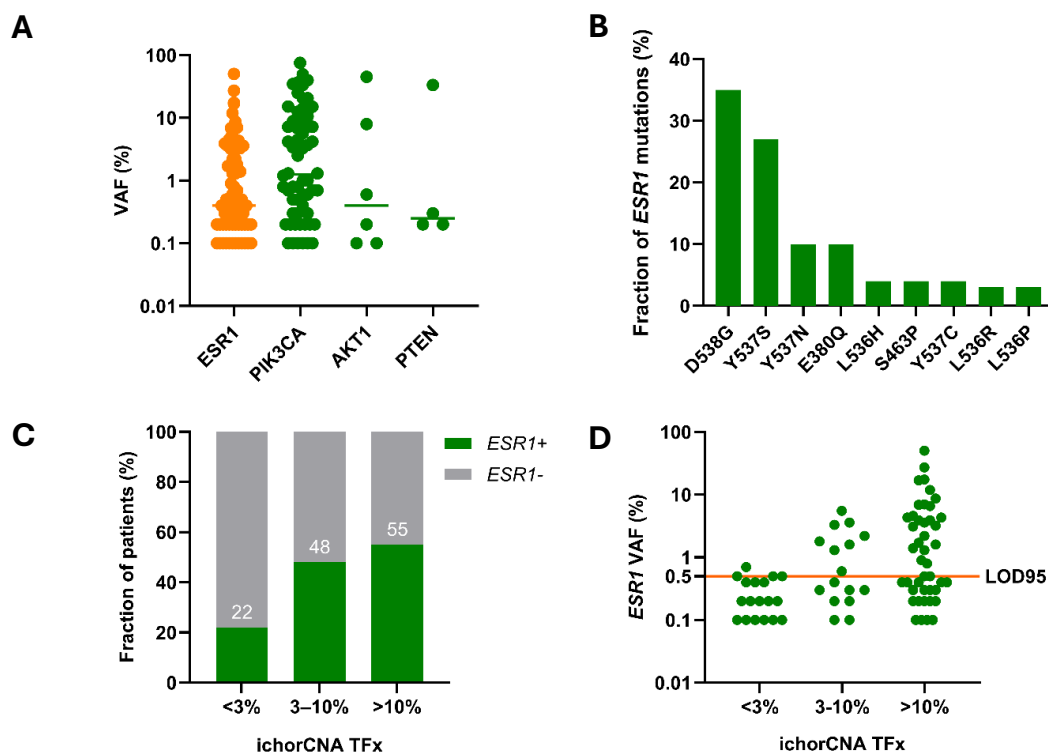 A
VAF (%)
100
10
1
0.1
0.01
ESR1
PIK3CA
AKT1
PTEN
B
Fraction of ESR1 mutations (%)
40
30
20
10
0
D538G
Y537S
Y537N
E380Q
L536H
S463P
Y537C
L536R
L536P
C
Fraction of patients (%)
100
80
60
40
20
0
22
48
55
ESR1+
ESR1-
<3%
3–10%
>10%
ichorCNA TFx
D
ESR1 VAF (%)
100
10
1
0.5
0.1
0.01
LOD95
<3%
3-10%
>10%
ichorCNA TFx